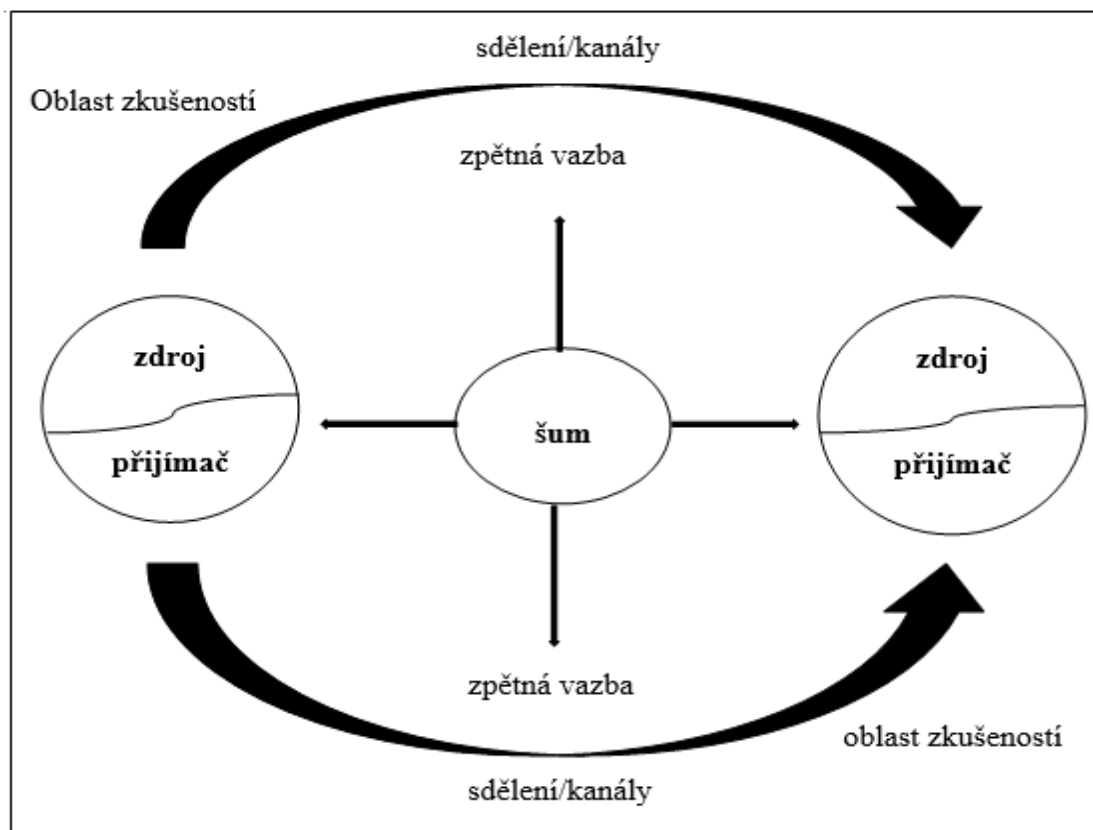 sdělení/kanály
Oblast zkušeností
zpětná vazba
zdroj
přijímač
šum
zdroj
přijímač
zpětná vazba
oblast zkušeností
sdělení/kanály